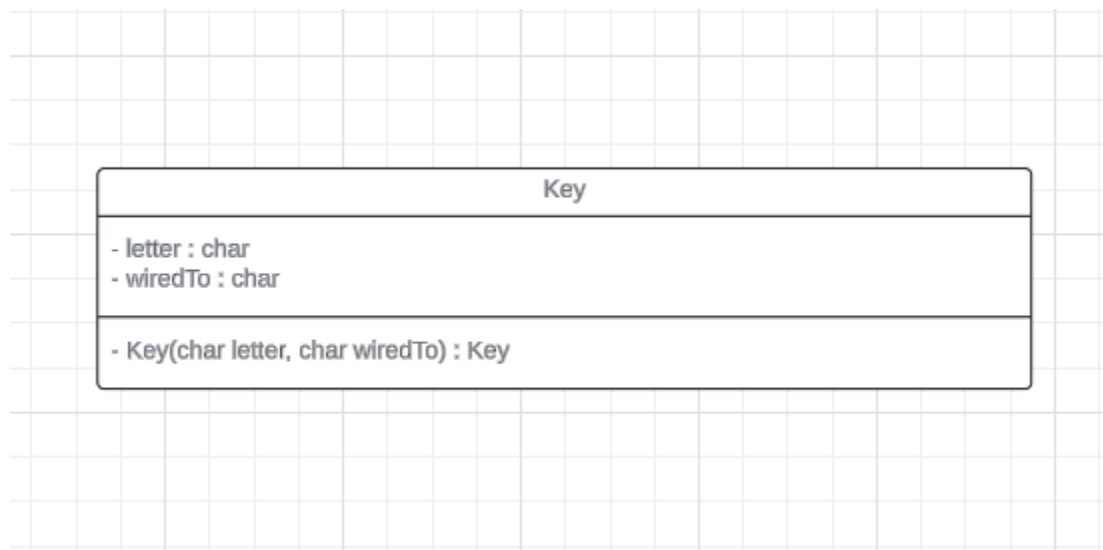 Key
- letter : char
- wiredTo : char
- Key(char letter, char wiredTo) : Key